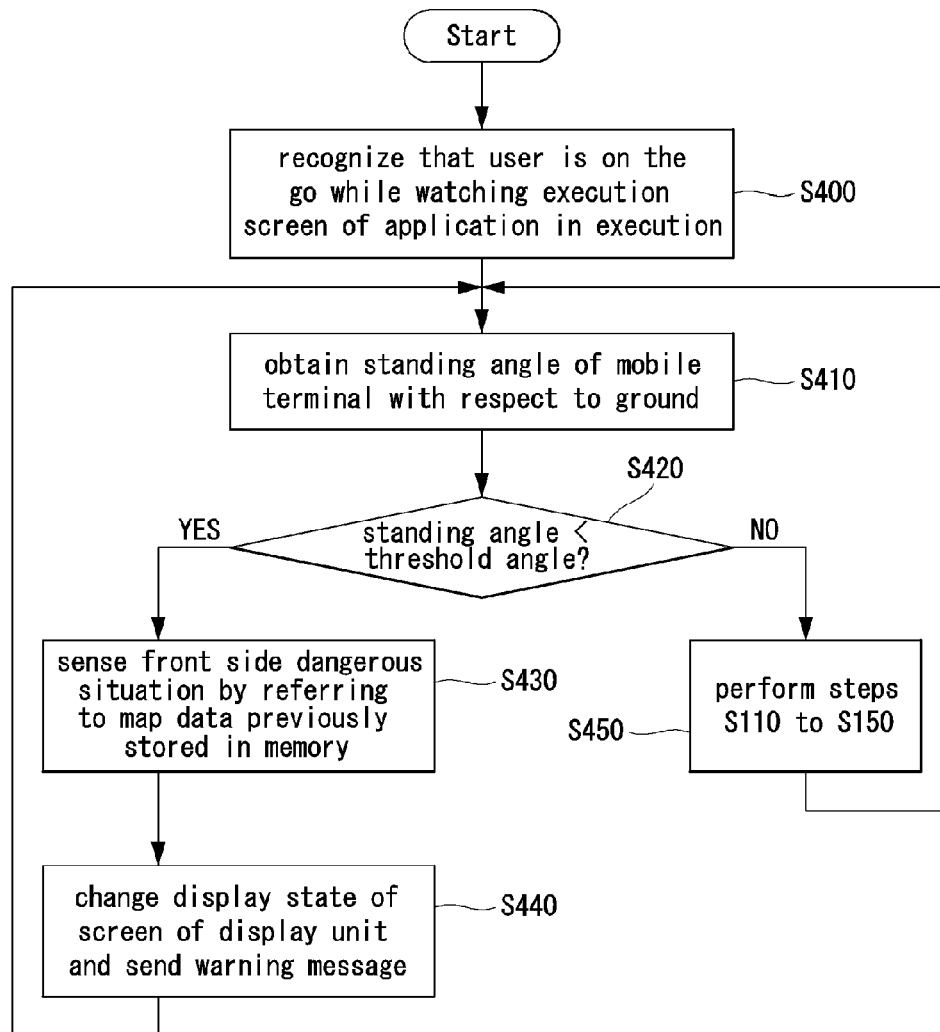 Start
recognize that user is on the
go while watching execution
screen of application in execution
S400
obtain standing angle of mobile
terminal with respect to ground
S410
S420
YES
standing angle <
threshold angle?
NO
sense front side dangerous
situation by referring
to map data previously
stored in memory
S430
perform steps
S110 to S150
S450
change display state of
screen of display unit
and send warning message
S440